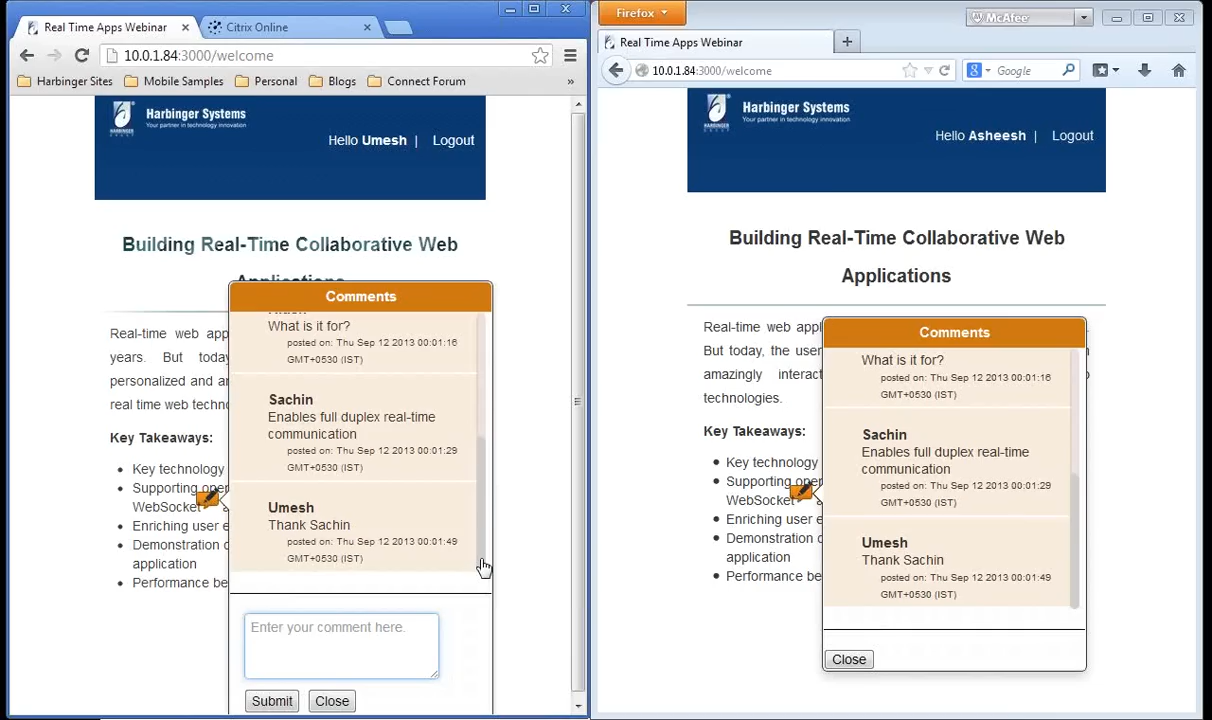 Real Time Apps Webinar
Citrix Online
10.0.1.84:3000/welcome
Harbinger Sites
Mobile Samples
Personal
Blogs
Connect Forum
»
HARBINGER
Harbinger Systems
Your partner in technology innovation
Hello Umesh | Logout
Building Real-Time Collaborative Web
Applications
Real-time web app
years. But today
personalized and a
real time web techn
Key Takeaways:
Key technology
Supporting ope
WebSocket
Enriching user e
Demonstration o
application
Performance be
Comments
What is it for?
posted on: Thu Sep 12 2013 00:01:16
GMT+0530 (IST)
Sachin
Enables full duplex real-time
communication
posted on: Thu Sep 12 2013 00:01:29
GMT+0530 (IST)
Umesh
Thank Sachin
posted on: Thu Sep 12 2013 00:01:49
GMT+0530 (IST)
Enter your comment here.
Submit
Close
Firefox
McAfee
Real Time Apps Webinar
10.0.1.84:3000/welcome
Google
HARBINGER
Harbinger Systems
Your partner in technology innovation
Hello Asheesh | Logout
Building Real-Time Collaborative Web
Applications
Real-time web appl
But today, the user
amazingly interac
technologies.
Key Takeaways:
Key technology
Supporting ope
WebSocket
Enriching user e
Demonstration o
application
Performance be
Comments
What is it for?
posted on: Thu Sep 12 2013 00:01:16
GMT+0530 (IST)
Sachin
Enables full duplex real-time
communication
posted on: Thu Sep 12 2013 00:01:29
GMT+0530 (IST)
Umesh
Thank Sachin
posted on: Thu Sep 12 2013 00:01:49
GMT+0530 (IST)
Close